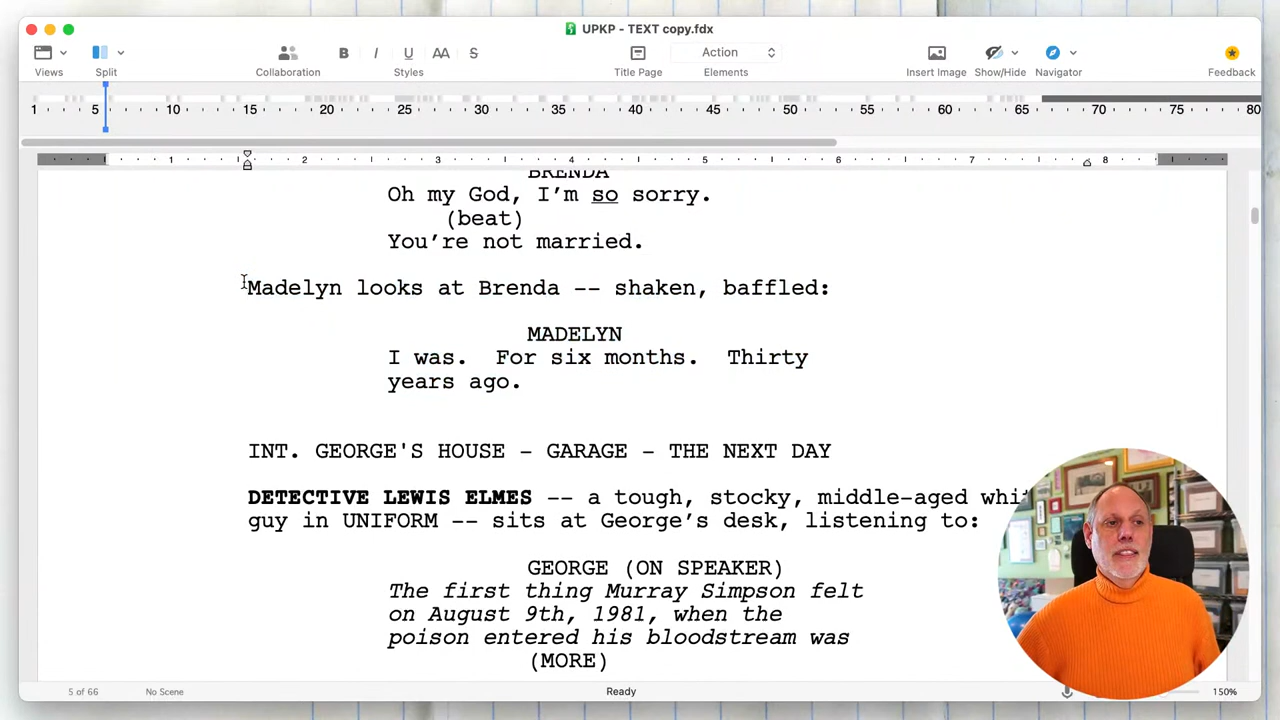 UPKP - TEXT copy.fdx
Action
Views Split Collaboration Styles Title Page Elements Insert Image Show/Hide Navigator Feedback
B I U AA S
1 5 10 15 20 25 30 35 40 45 50 55 60 65 70 75 80
1 2 3 4 5 6 7 8
BRENDA
Oh my God, I'm so sorry.
(beat)
You're not married.
Madelyn looks at Brenda -- shaken, baffled:
MADELYN
I was. For six months. Thirty
years ago.
INT. GEORGE'S HOUSE - GARAGE - THE NEXT DAY
DETECTIVE LEWIS ELMES -- a tough, stocky, middle-aged whi
guy in UNIFORM -- sits at George's desk, listening to:
GEORGE (ON SPEAKER)
The first thing Murray Simpson felt
on August 9th, 1981, when the
poison entered his bloodstream was
(MORE)
5 of 66 No Scene Ready 150%